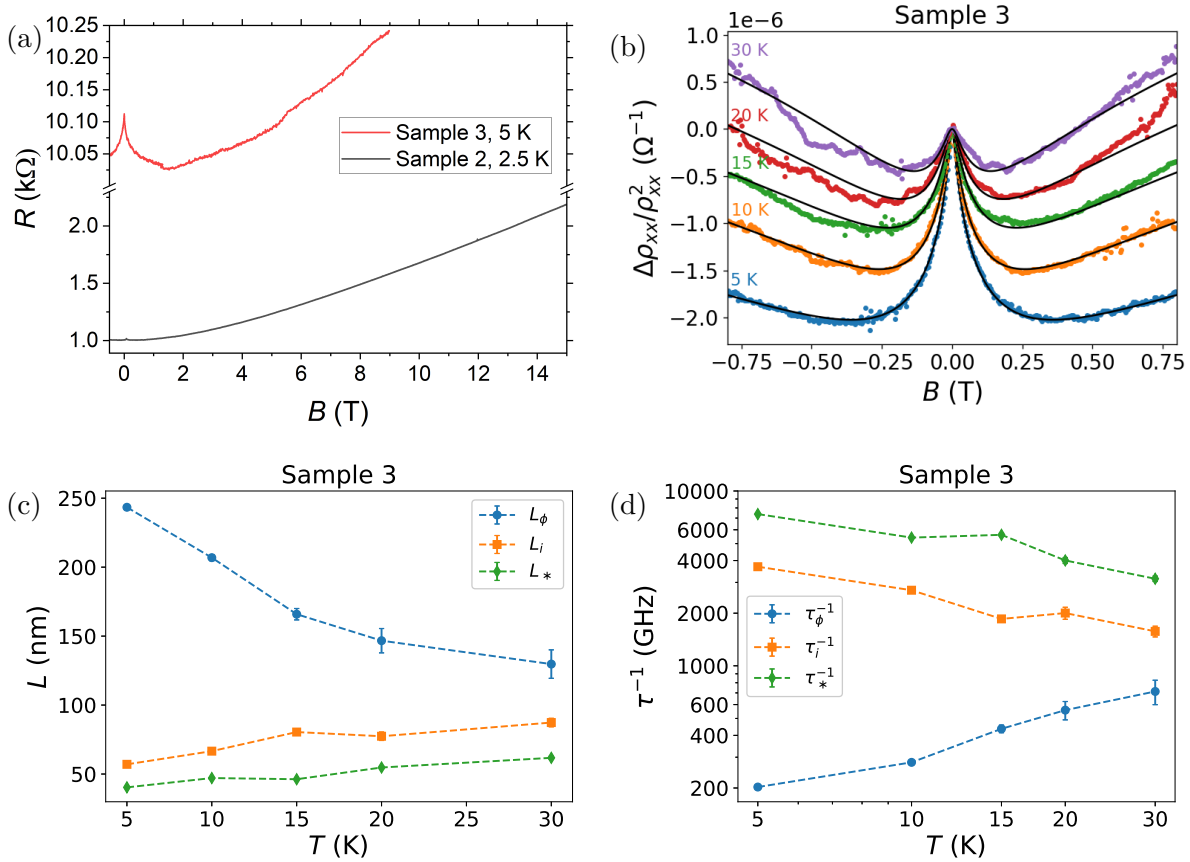 (a)
10.25
10.20
10.15
10.10
10.05
2.0
1.5
1.0
R (kΩ)
Sample 3, 5 K
Sample 2, 2.5 K
0 2 4 6 8 10 12 14
B (T)
(b)
Sample 3
1e−6
1.0
0.5
0.0
−0.5
−1.0
−1.5
−2.0
Δρxx/ρ²xx (Ω⁻¹)
30 K
20 K
15 K
10 K
5 K
−0.75 −0.50 −0.25 0.00 0.25 0.50 0.75
B (T)
(c)
Sample 3
250
200
150
100
50
L (nm)
Lϕ
Li
L∗
5 10 15 20 25 30
T (K)
(d)
Sample 3
10000
6000
4000
2000
1000
600
400
200
τ⁻¹ (GHz)
τϕ⁻¹
τi⁻¹
τ∗⁻¹
5 10 15 20 30
T (K)